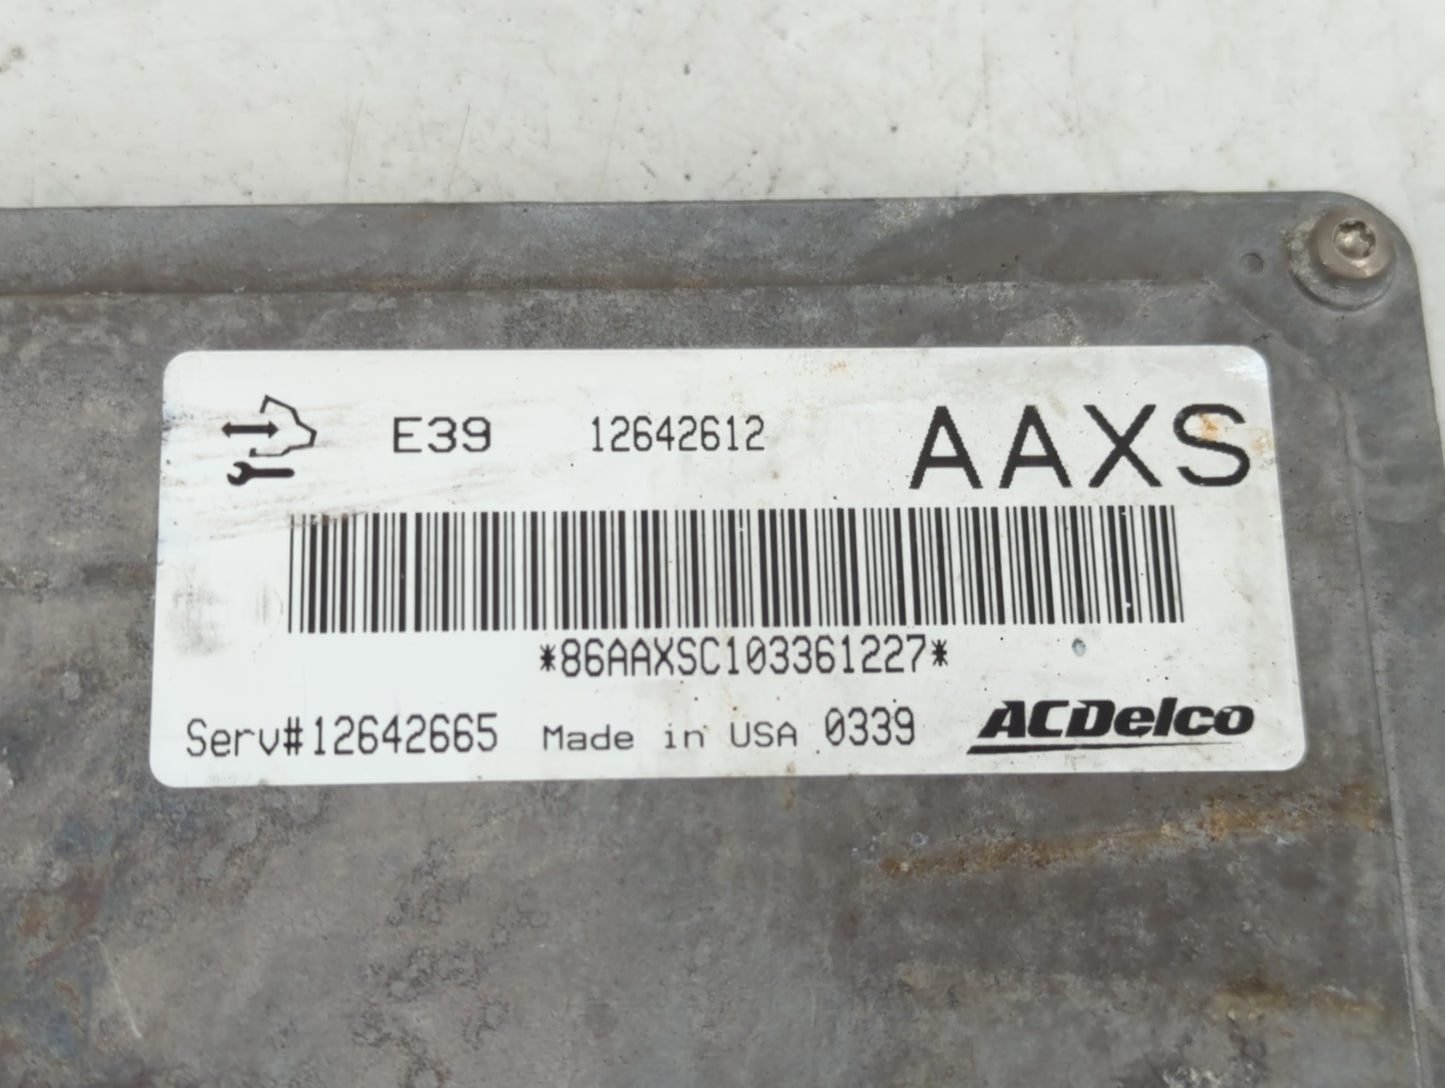 E39 12642612 AAXS
*86AAXSC103361227*
Serv#12642665 Made in USA 0339 ACDelco